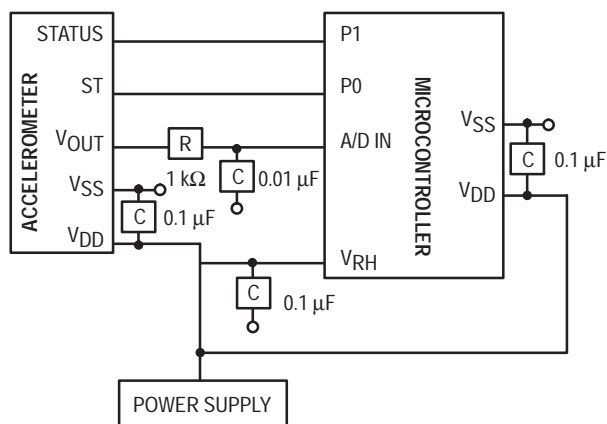 STATUS
ST
VOUT
VSS
VDD
ACCELEROMETER
R
1 kΩ
C
0.01 µF
C
0.1 µF
C
0.1 µF
P1
P0
A/D IN
VRH
MICROCONTROLLER
VSS
VDD
C
0.1 µF
POWER SUPPLY